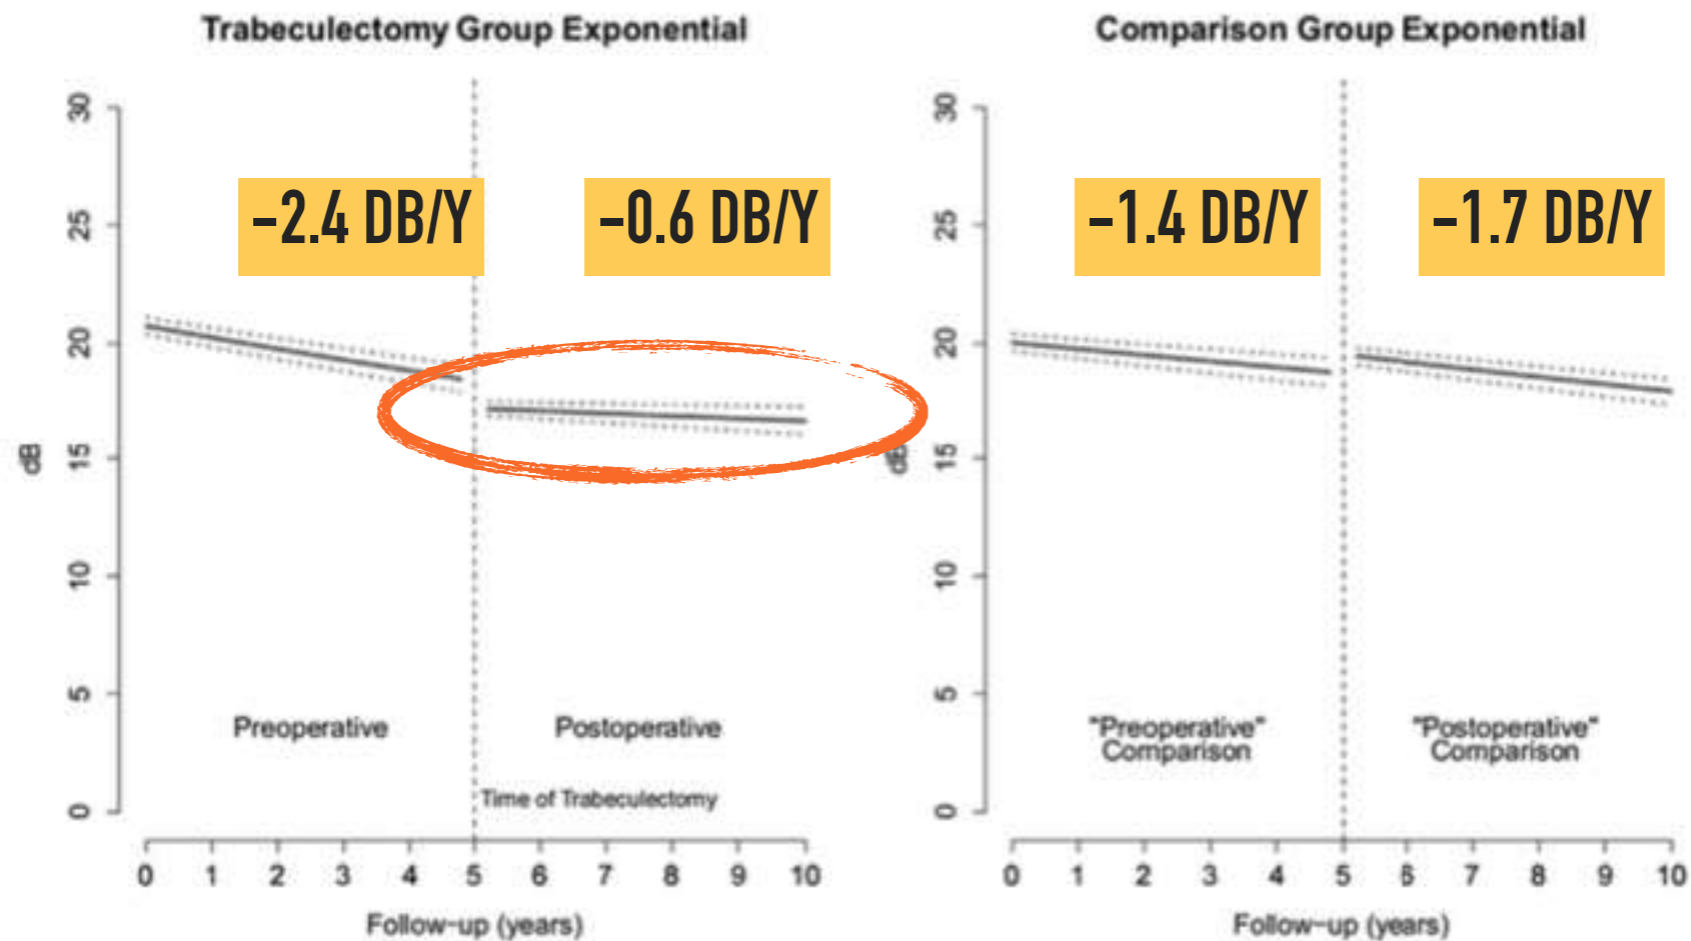 Trabeculectomy Group Exponential
30
25
20
15
10
5
0
dB
-2.4 DB/Y
-0.6 DB/Y
Preoperative
Postoperative
Time of Trabeculectomy
0 1 2 3 4 5 6 7 8 9 10
Follow-up (years)
Comparison Group Exponential
30
25
20
15
10
5
0
dB
-1.4 DB/Y
-1.7 DB/Y
"Preoperative"
Comparison
"Postoperative"
Comparison
0 1 2 3 4 5 6 7 8 9 10
Follow-up (years)